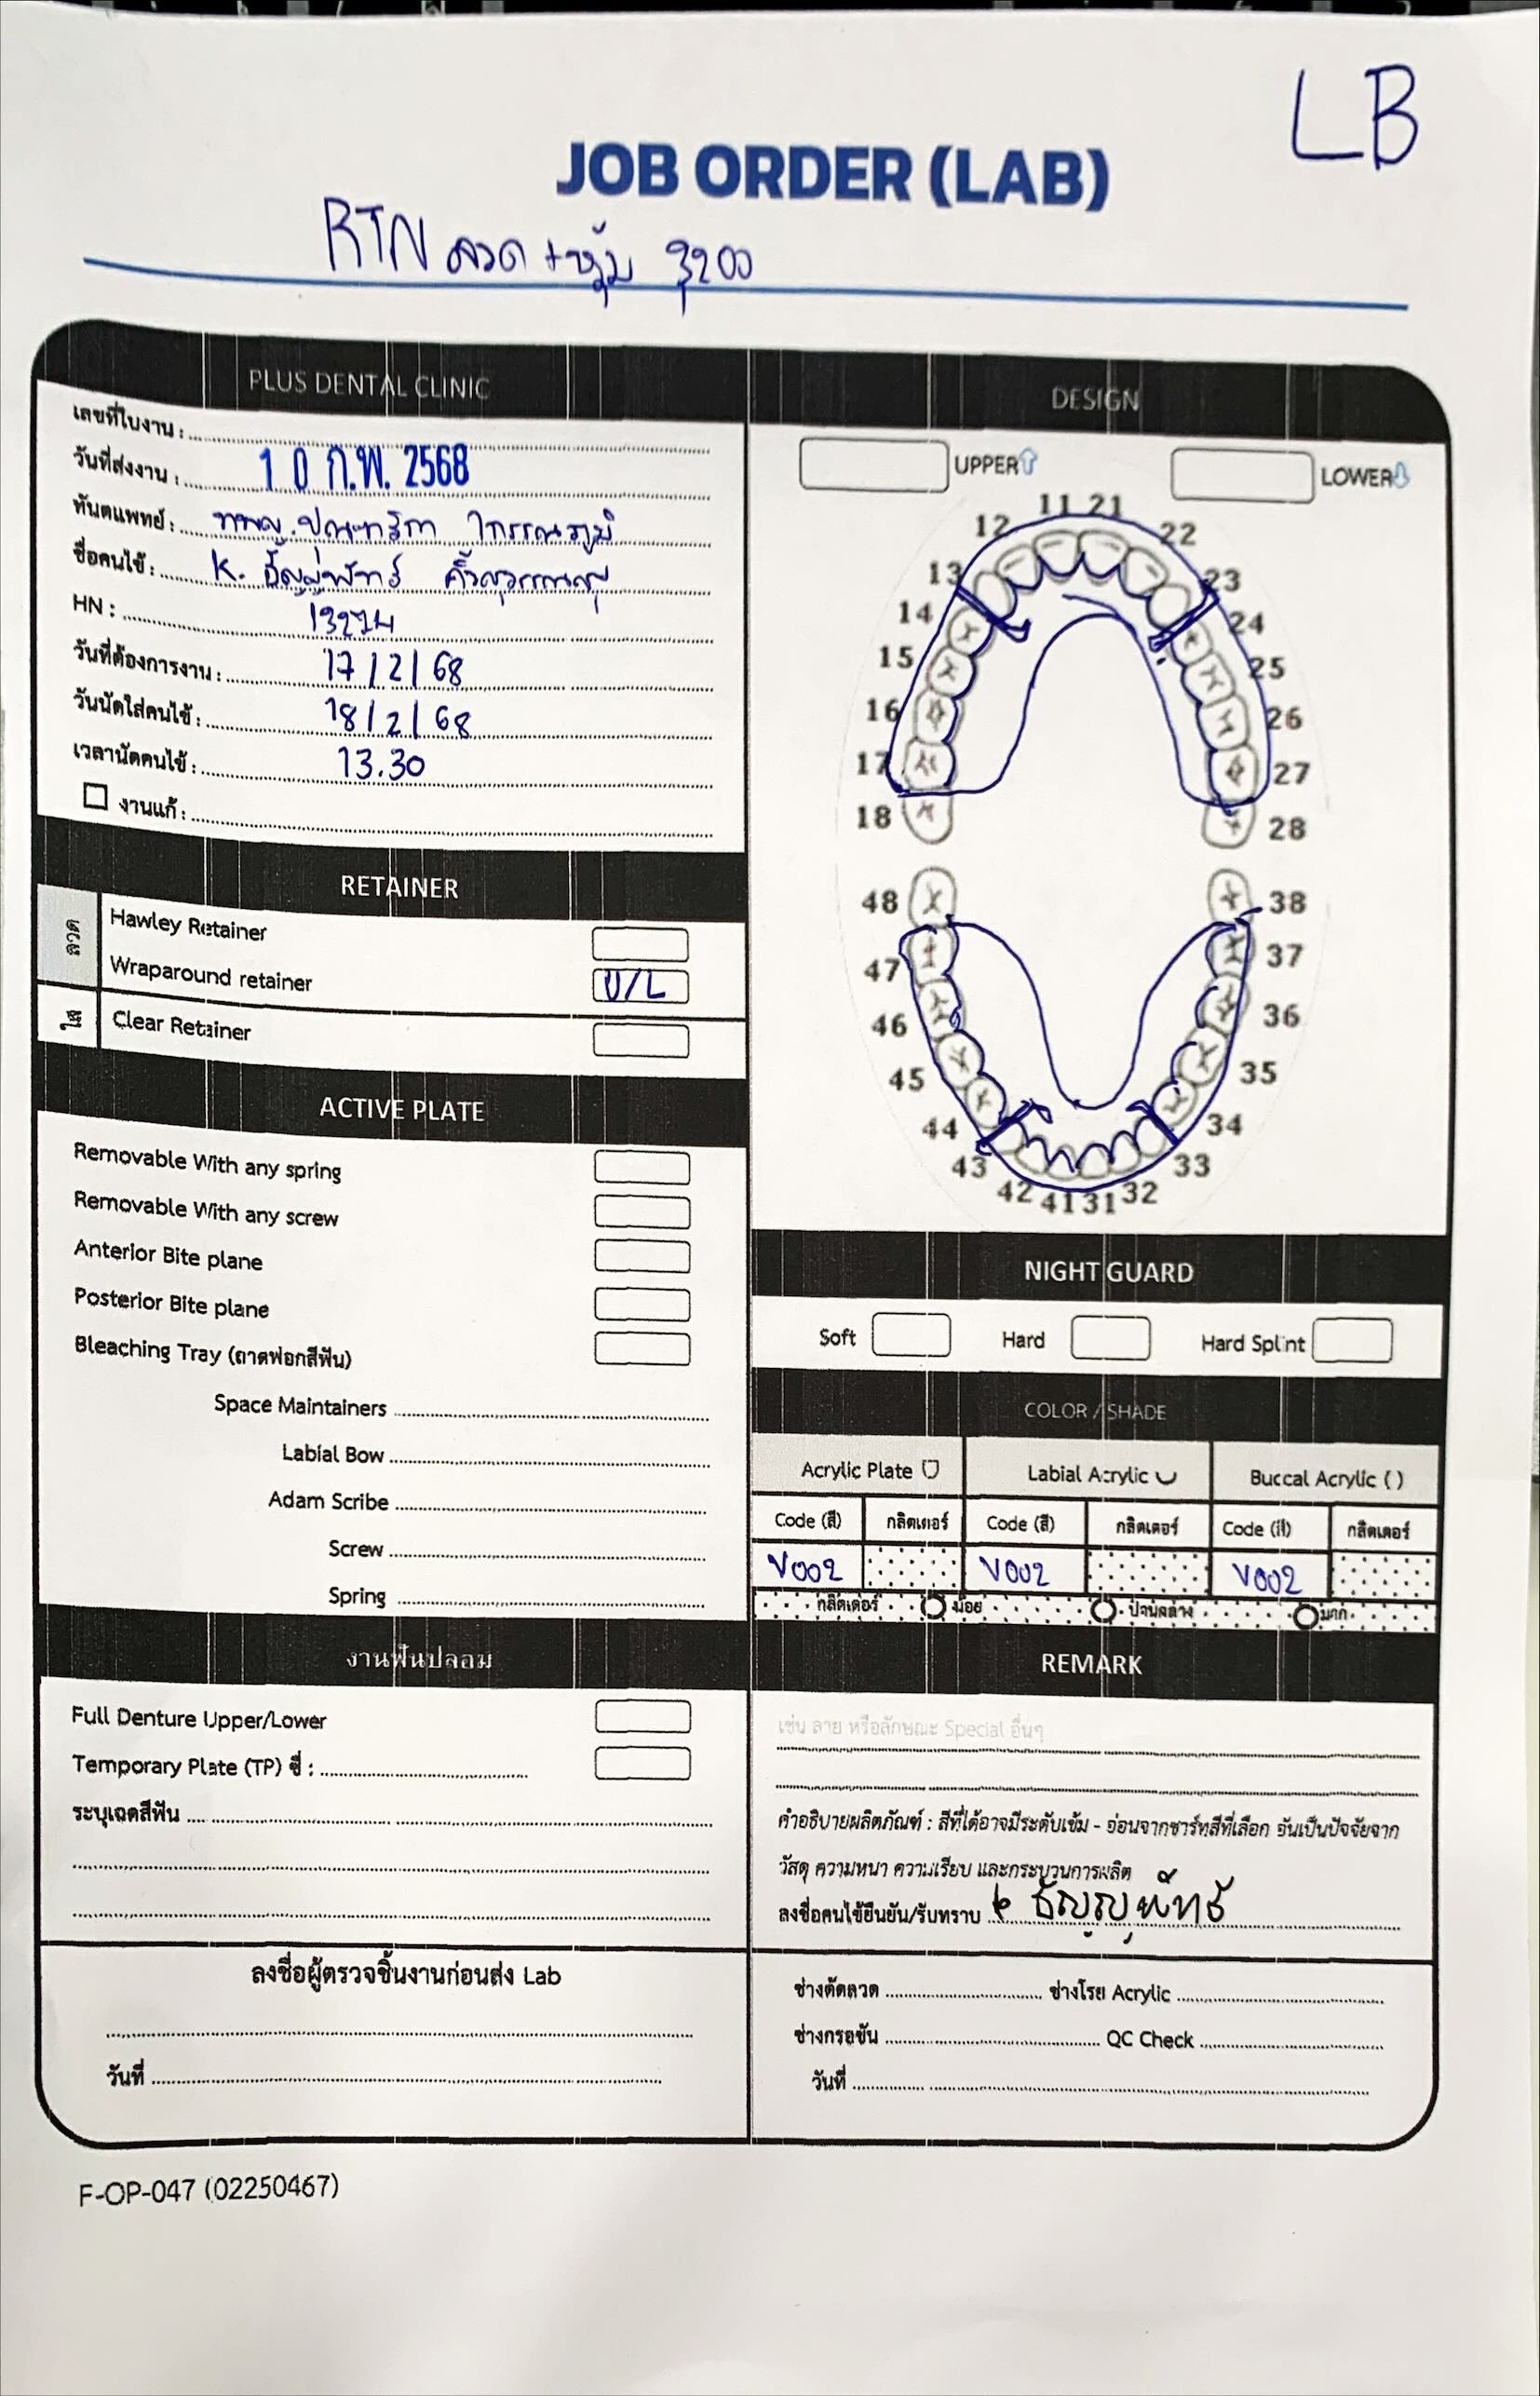 LB
JOB ORDER (LAB)
RTN ลวด + หุ้ม 3200
PLUS DENTAL CLINIC
เลขที่ใบงาน :
วันที่ส่งงาน : 10 ก.พ. 2568
ทันตแพทย์ : ทพญ.
ชื่อคนไข้ : K. ธัญญพัทธ์
HN : 13274
วันที่ต้องการงาน : 17/2/68
วันนัดใส่คนไข้ : 18/2/68
เวลานัดคนไข้ : 13.30
งานแก้ :
RETAINER
ลวด
Hawley Retainer
Wraparound retainer U/L
ใส
Clear Retainer
ACTIVE PLATE
Removable With any spring
Removable With any screw
Anterior Bite plane
Posterior Bite plane
Bleaching Tray (ถาดฟอกสีฟัน)
Space Maintainers
Labial Bow
Adam Scribe
Screw
Spring
งานฟันปลอม
Full Denture Upper/Lower
Temporary Plate (TP) ซี่ :
ระบุเฉดสีฟัน
ลงชื่อผู้ตรวจชิ้นงานก่อนส่ง Lab
วันที่
DESIGN
UPPER LOWER
11 21
12 22
13 23
14 24
15 25
16 26
17 27
18 28
48 38
47 37
46 36
45 35
44 34
43 33
42 41 31 32
NIGHT GUARD
Soft Hard Hard Splint
COLOR / SHADE
Acrylic Plate Labial Acrylic Buccal Acrylic ( )
Code (สี) กลิตเตอร์ Code (สี) กลิตเตอร์ Code (สี) กลิตเตอร์
V002 V002 V002
กลิตเตอร์ น้อย ปานกลาง มาก
REMARK
เช่น ลาย หรือลักษณะ Special อื่นๆ
คำอธิบายผลิตภัณฑ์ : สีที่ได้อาจมีระดับเข้ม - อ่อนจากชาร์ทสีที่เลือก อันเป็นปัจจัยจาก
วัสดุ ความหนา ความเรียบ และกระบวนการผลิต
ลงชื่อคนไข้ยืนยัน/รับทราบ ธัญญพัทธ์
ช่างดัดลวด ช่างโรย Acrylic
ช่างกรอขัน QC Check
วันที่
F-OP-047 (02250467)